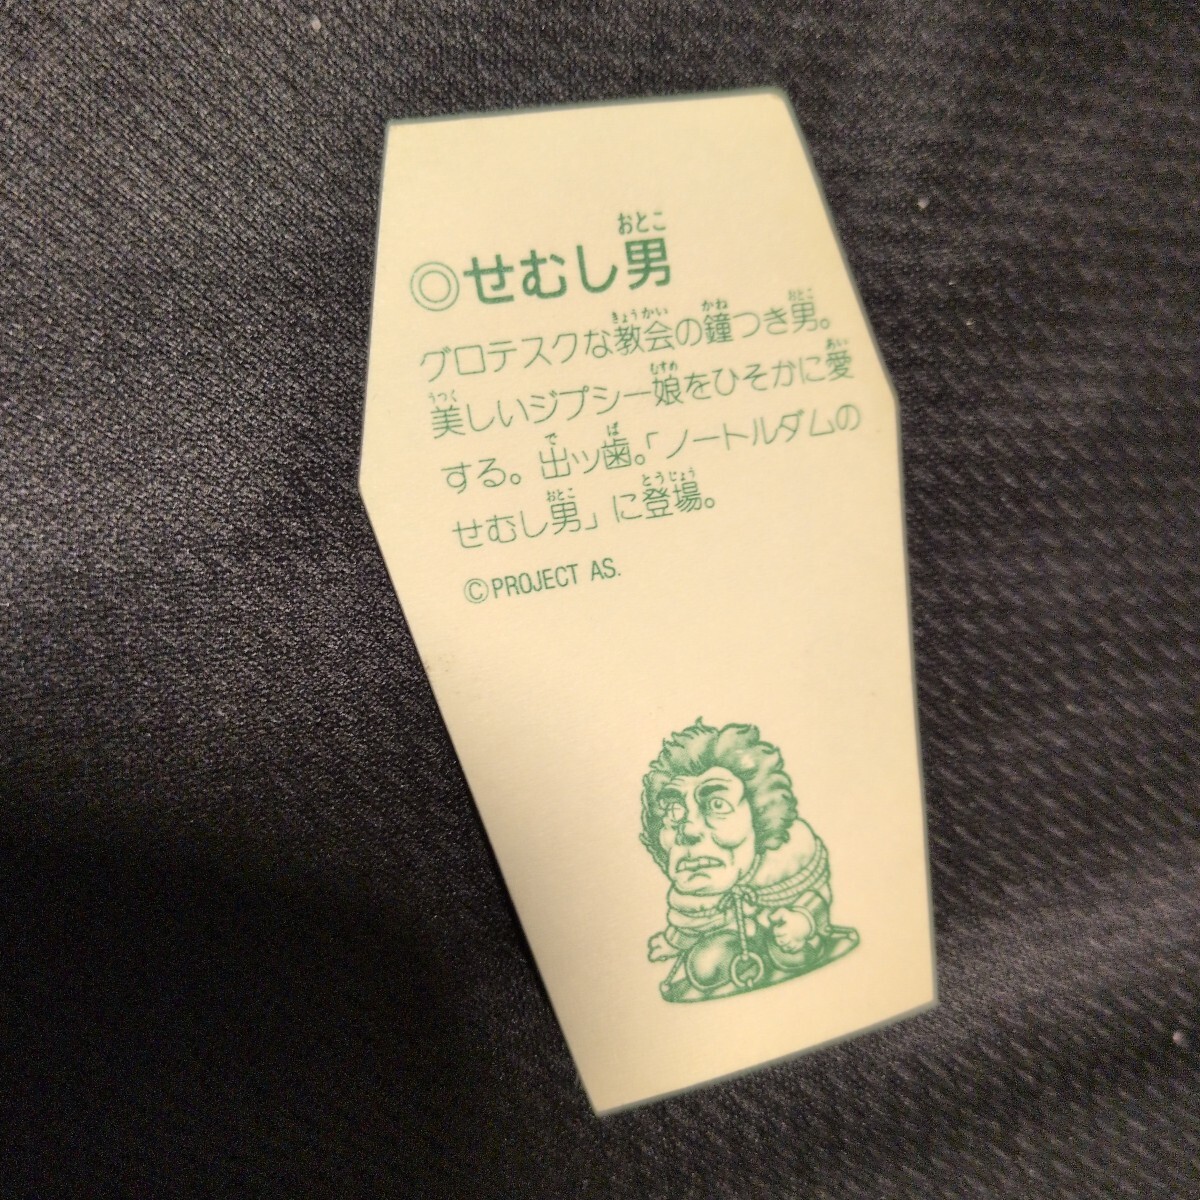 ◎せむし男
グロテスクな教会の鐘つき男。
美しいジプシー娘をひそかに愛
する。出ッ歯。「ノートルダムの
せむし男」に登場。
©PROJECT AS.